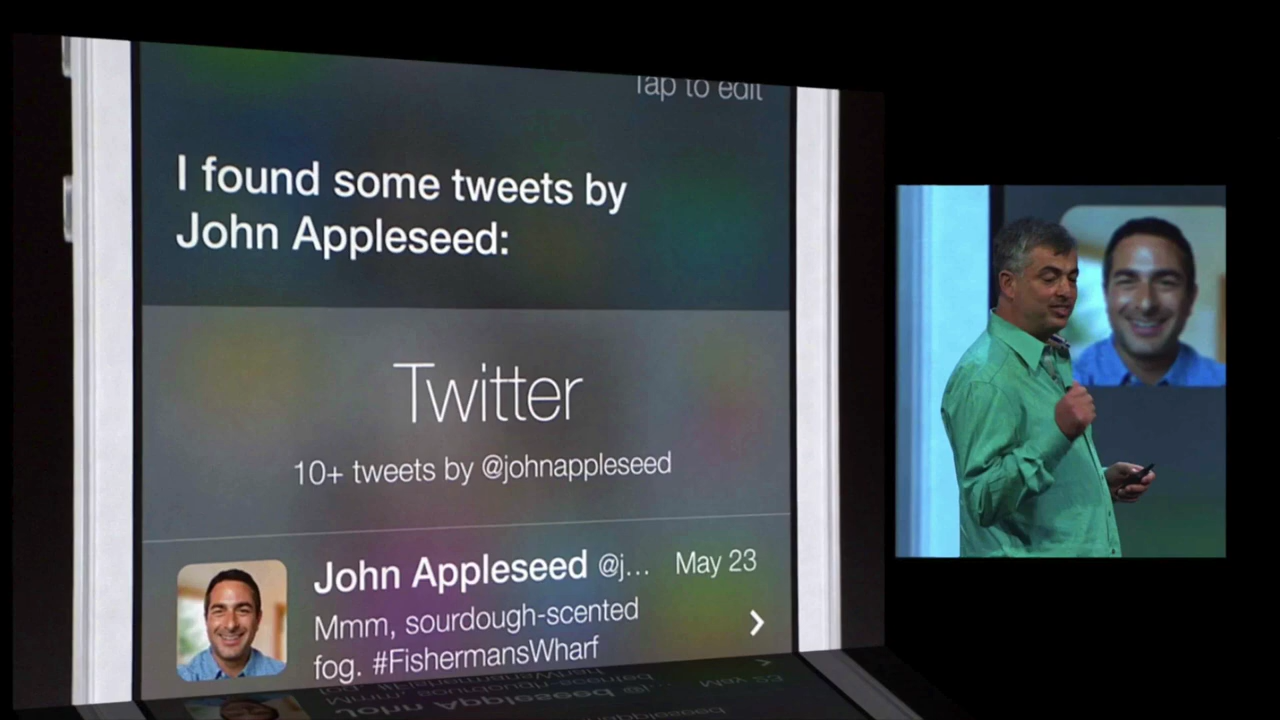 Tap to edit
I found some tweets by
John Appleseed:
Twitter
10+ tweets by @johnappleseed
John Appleseed @j... May 23
Mmm, sourdough-scented
fog. #FishermansWharf